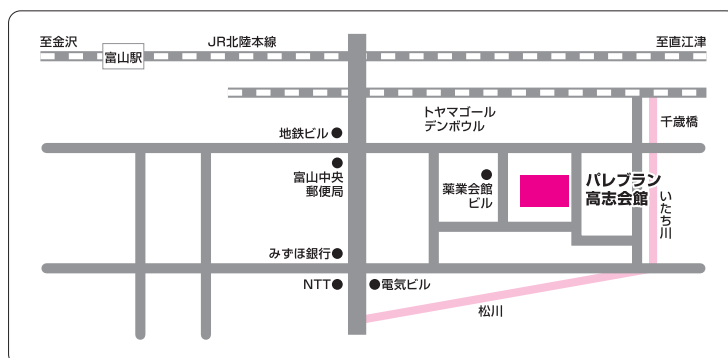 至金沢
JR北陸本線
至直江津
富山駅
トヤマゴール
デンボウル
千歳橋
地鉄ビル
富山中央
郵便局
薬業会館
ビル
パレブラン
高志会館
いたち川
みずほ銀行
NTT
電気ビル
松川